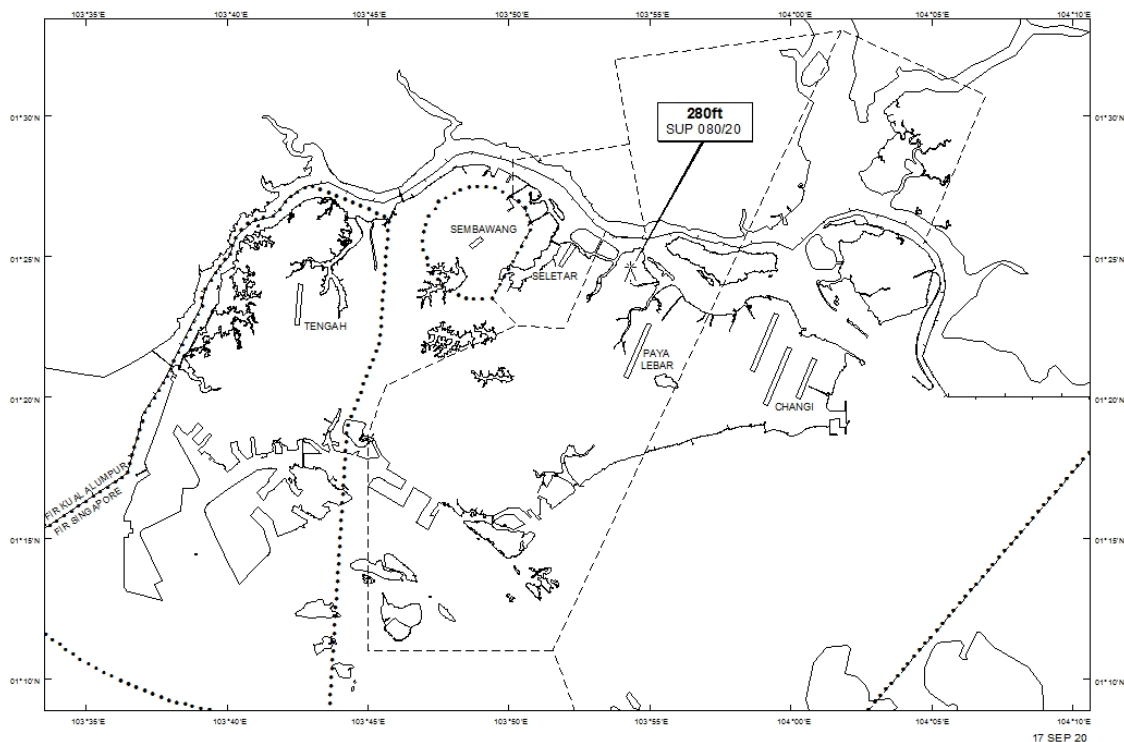 103°35'E 103°40'E 103°45'E 103°50'E 103°55'E 104°00'E 104°05'E 104°10'E
01°30'N 01°30'N
280ft
SUP 080/20
SEMBAWANG
01°25'N 01°25'N
SELETAR
TENGAH
PAYA
LEBAR
01°20'N 01°20'N
CHANGI
FIR KUALA LUMPUR
FIR SINGAPORE
01°15'N 01°15'N
01°10'N 01°10'N
103°35'E 103°40'E 103°45'E 103°50'E 103°55'E 104°00'E 104°05'E 104°10'E
17 SEP 20